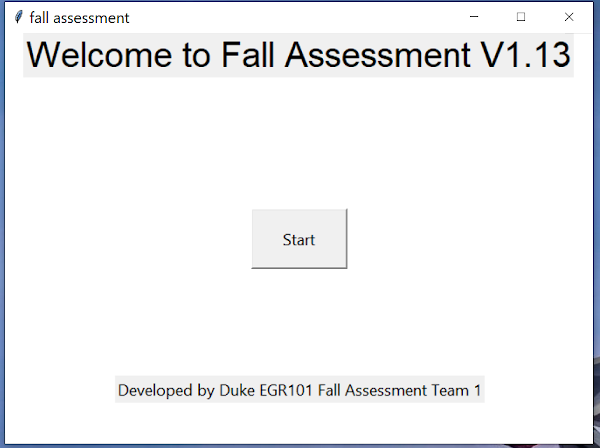 fall assessment
Welcome to Fall Assessment V1.13
Start
Developed by Duke EGR101 Fall Assessment Team 1